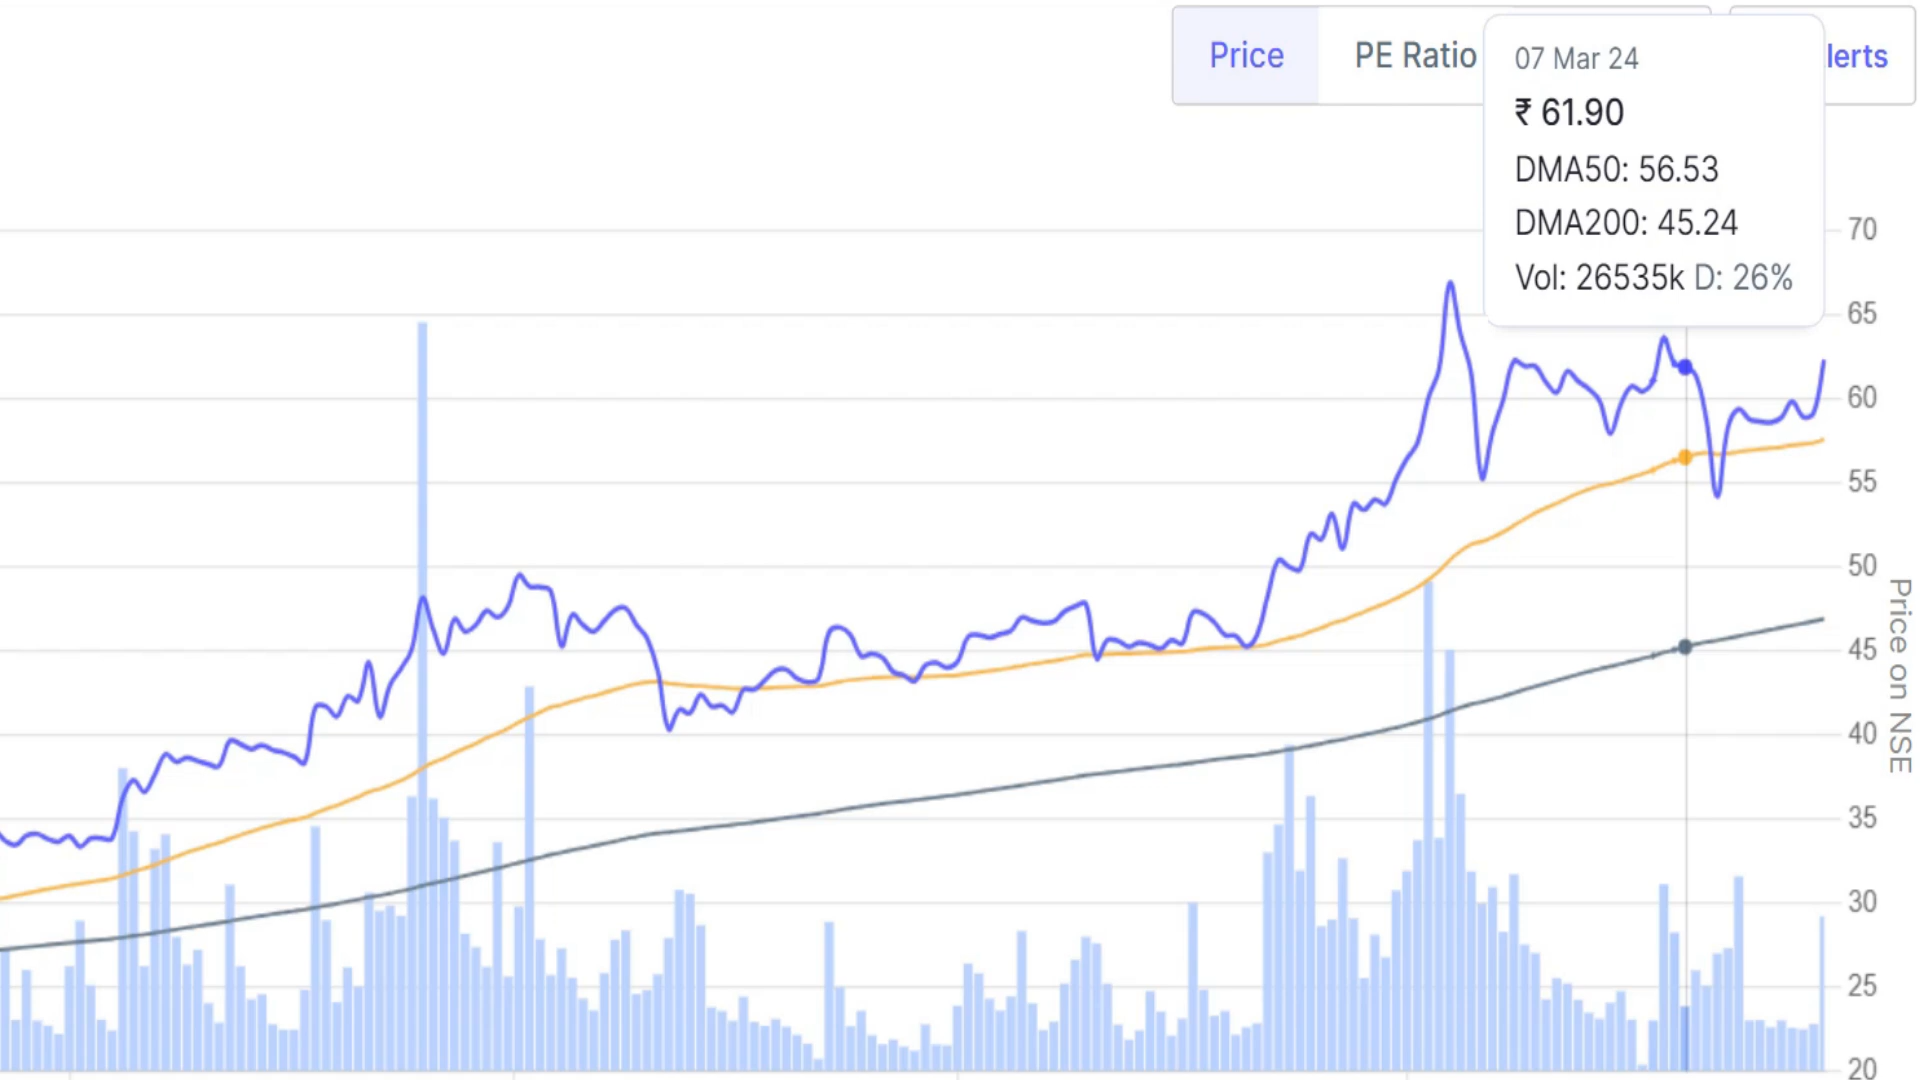 Price
PE Ratio
lerts
07 Mar 24
₹ 61.90
DMA50: 56.53
DMA200: 45.24
Vol: 26535k D: 26%
70
65
60
55
50
45
40
35
30
25
20
Price on NSE